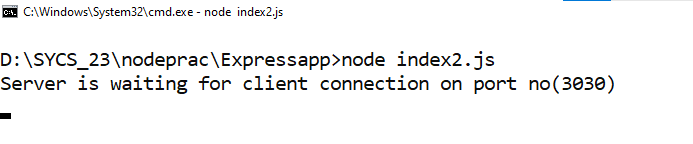 C:\Windows\System32\cmd.exe - node index2.js
D:\SYCS_23\nodeprac\Expressapp>node index2.js
Server is waiting for client connection on port no(3030)